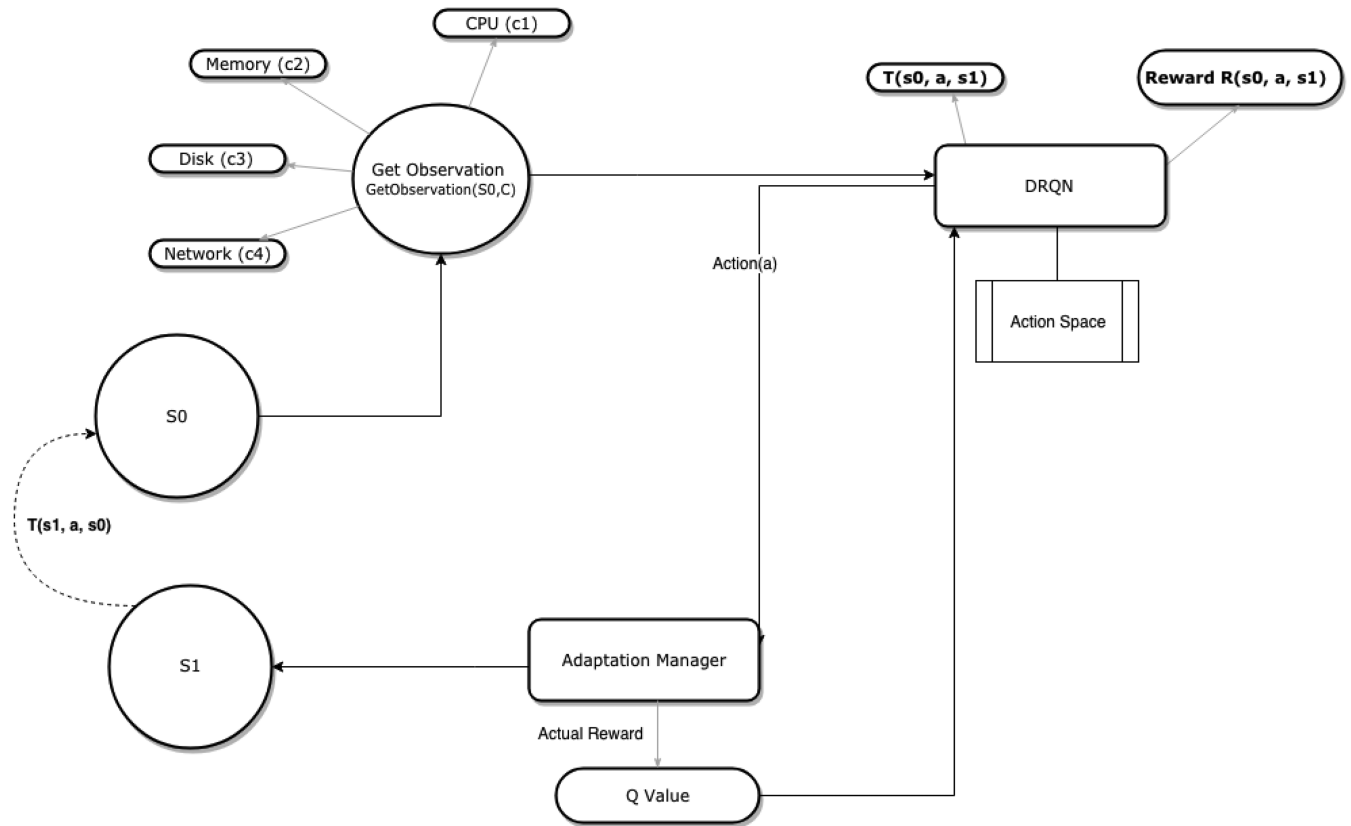 CPU (c1)
Memory (c2)
T(s0, a, s1)
Reward R(s0, a, s1)
Disk (c3)
Get Observation
GetObservation(S0,C)
DRQN
Network (c4)
Action(a)
Action Space
S0
T(s1, a, s0)
S1
Adaptation Manager
Actual Reward
Q Value